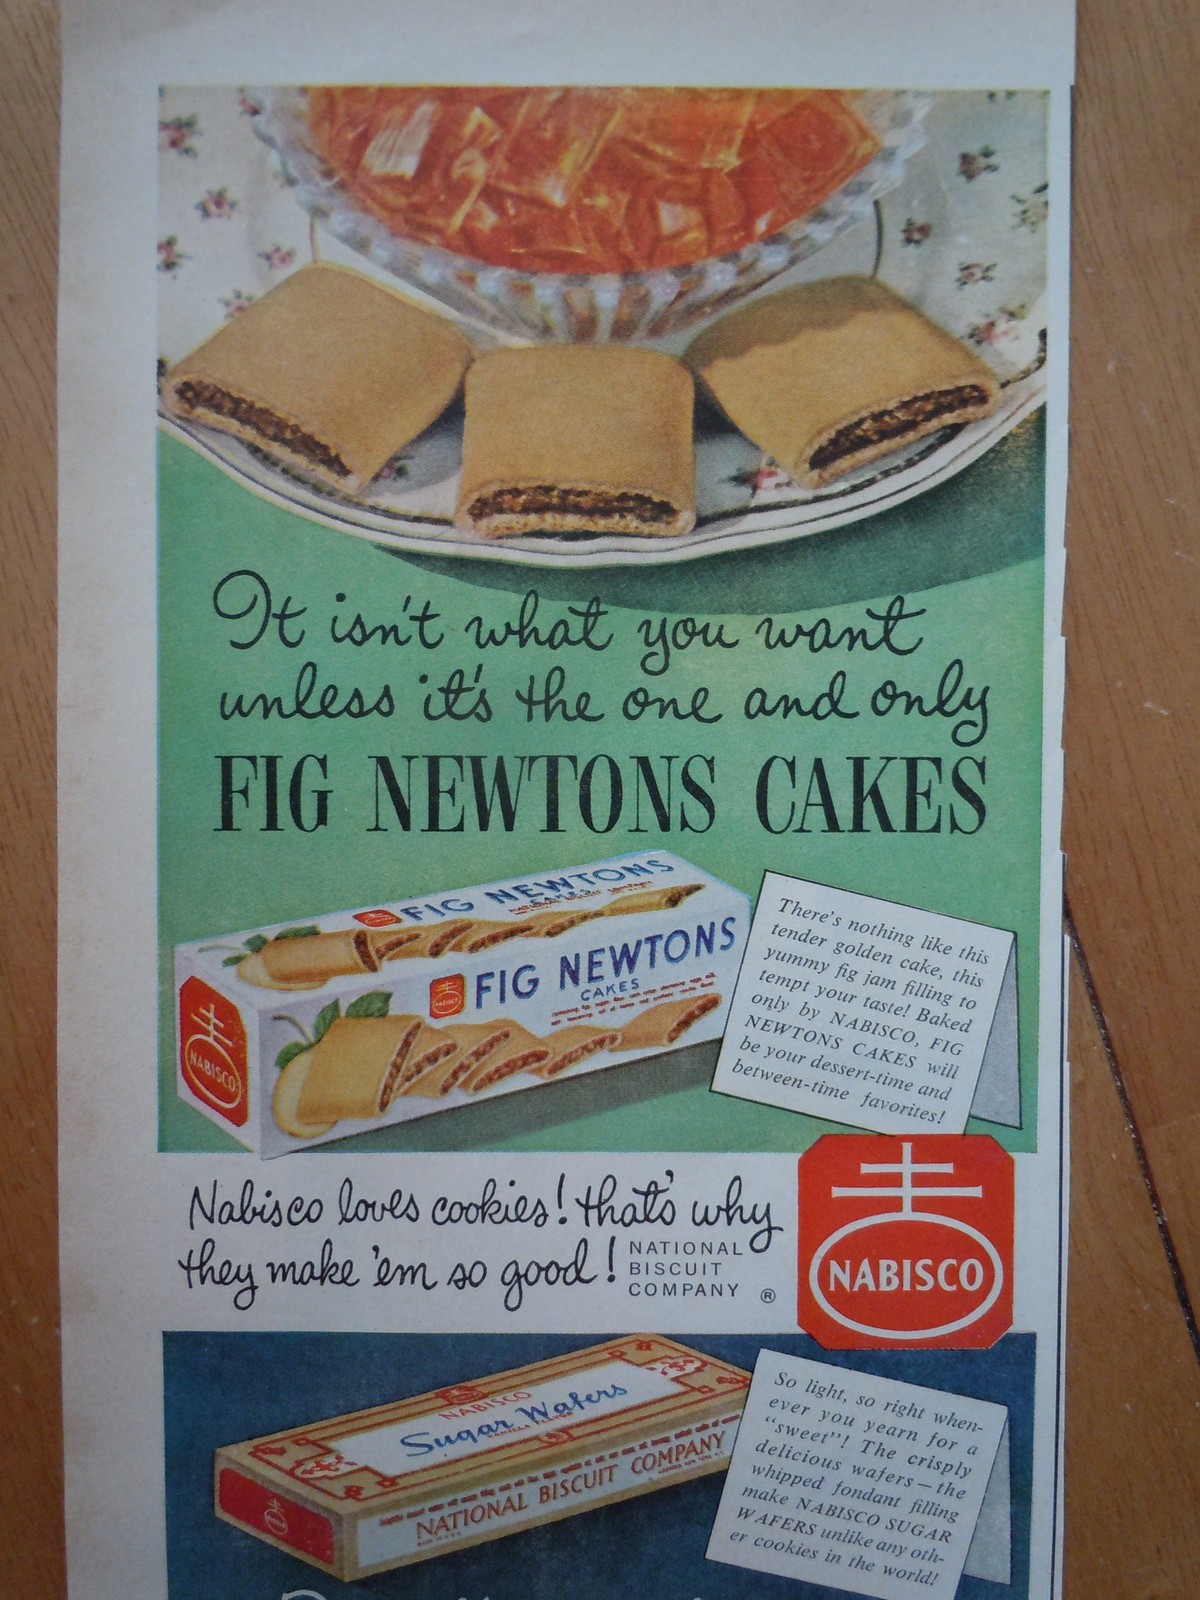 It isn't what you want
unless it's the one and only
FIG NEWTONS CAKES
FIG NEWTONS
CAKES
FIG NEWTONS
CAKES
NABISCO
There's nothing like this
tender golden cake, this
yummy fig jam filling to
tempt your taste! Baked
only by NABISCO, FIG
NEWTONS CAKES will
be your dessert-time and
between-time favorites!
Nabisco loves cookies! that's why
they make 'em so good!
NATIONAL
BISCUIT
COMPANY ®
NABISCO
NABISCO
Sugar Wafers
NATIONAL BISCUIT COMPANY
So light, so right when-
ever you yearn for a
"sweet"! The crisply
delicious wafers—the
whipped fondant filling
make NABISCO SUGAR
WAFERS unlike any oth-
er cookies in the world!